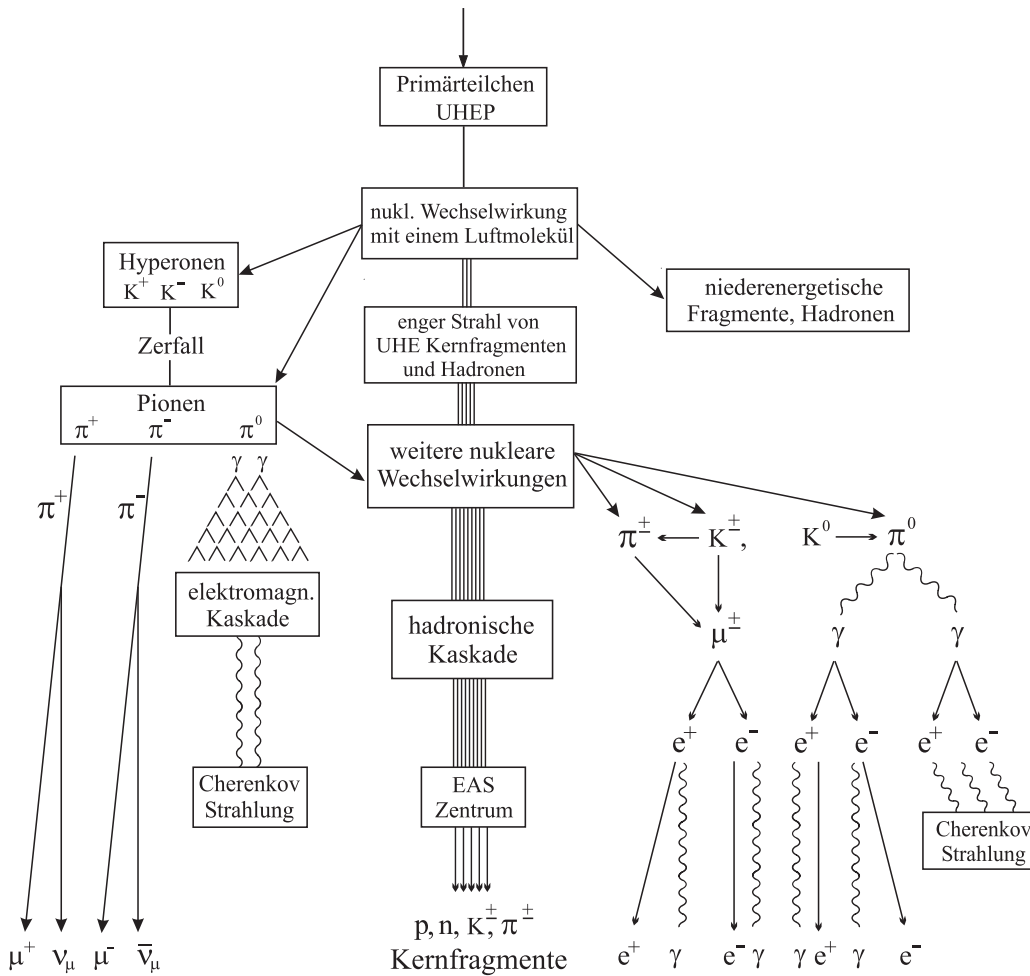 Primärteilchen
UHEP
nukl. Wechselwirkung
mit einem Luftmolekül
Hyperonen
K⁺ K⁻ K⁰
niederenergetische
Fragmente, Hadronen
enger Strahl von
UHE Kernfragmenten
und Hadronen
Zerfall
Pionen
π⁺ π⁻ π⁰
weitere nukleare
Wechselwirkungen
γ γ
π⁺ π⁻
π± K±, K⁰ π⁰
elektromagn.
Kaskade
hadronische
Kaskade
μ± γ γ
e⁺ e⁻ e⁺ e⁻ e⁺ e⁻
Cherenkov
Strahlung
EAS
Zentrum
Cherenkov
Strahlung
p, n, K±, π±
Kernfragmente
μ⁺ ν_μ μ⁻ ν̄_μ
e⁺ γ e⁻ γ γ e⁺ γ e⁻